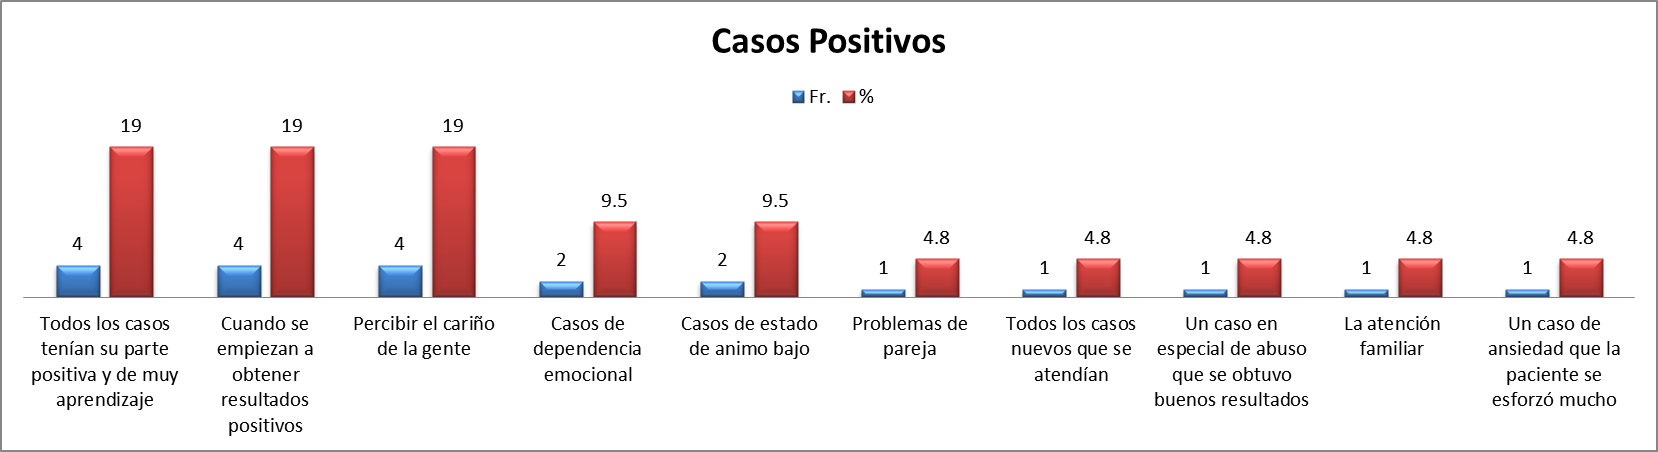 Casos Positivos
Fr. %
19 19 19
9.5 9.5
4 4 4
2 2
4.8 4.8 4.8 4.8 4.8
1 1 1 1 1
Todos los casos
tenían su parte
positiva y de muy
aprendizaje
Cuando se
empiezan a
obtener
resultados
positivos
Percibir el cariño
de la gente
Casos de
dependencia
emocional
Casos de estado
de animo bajo
Problemas de
pareja
Todos los casos
nuevos que se
atendían
Un caso en
especial de abuso
que se obtuvo
buenos resultados
La atención
familiar
Un caso de
ansiedad que la
paciente se
esforzó mucho